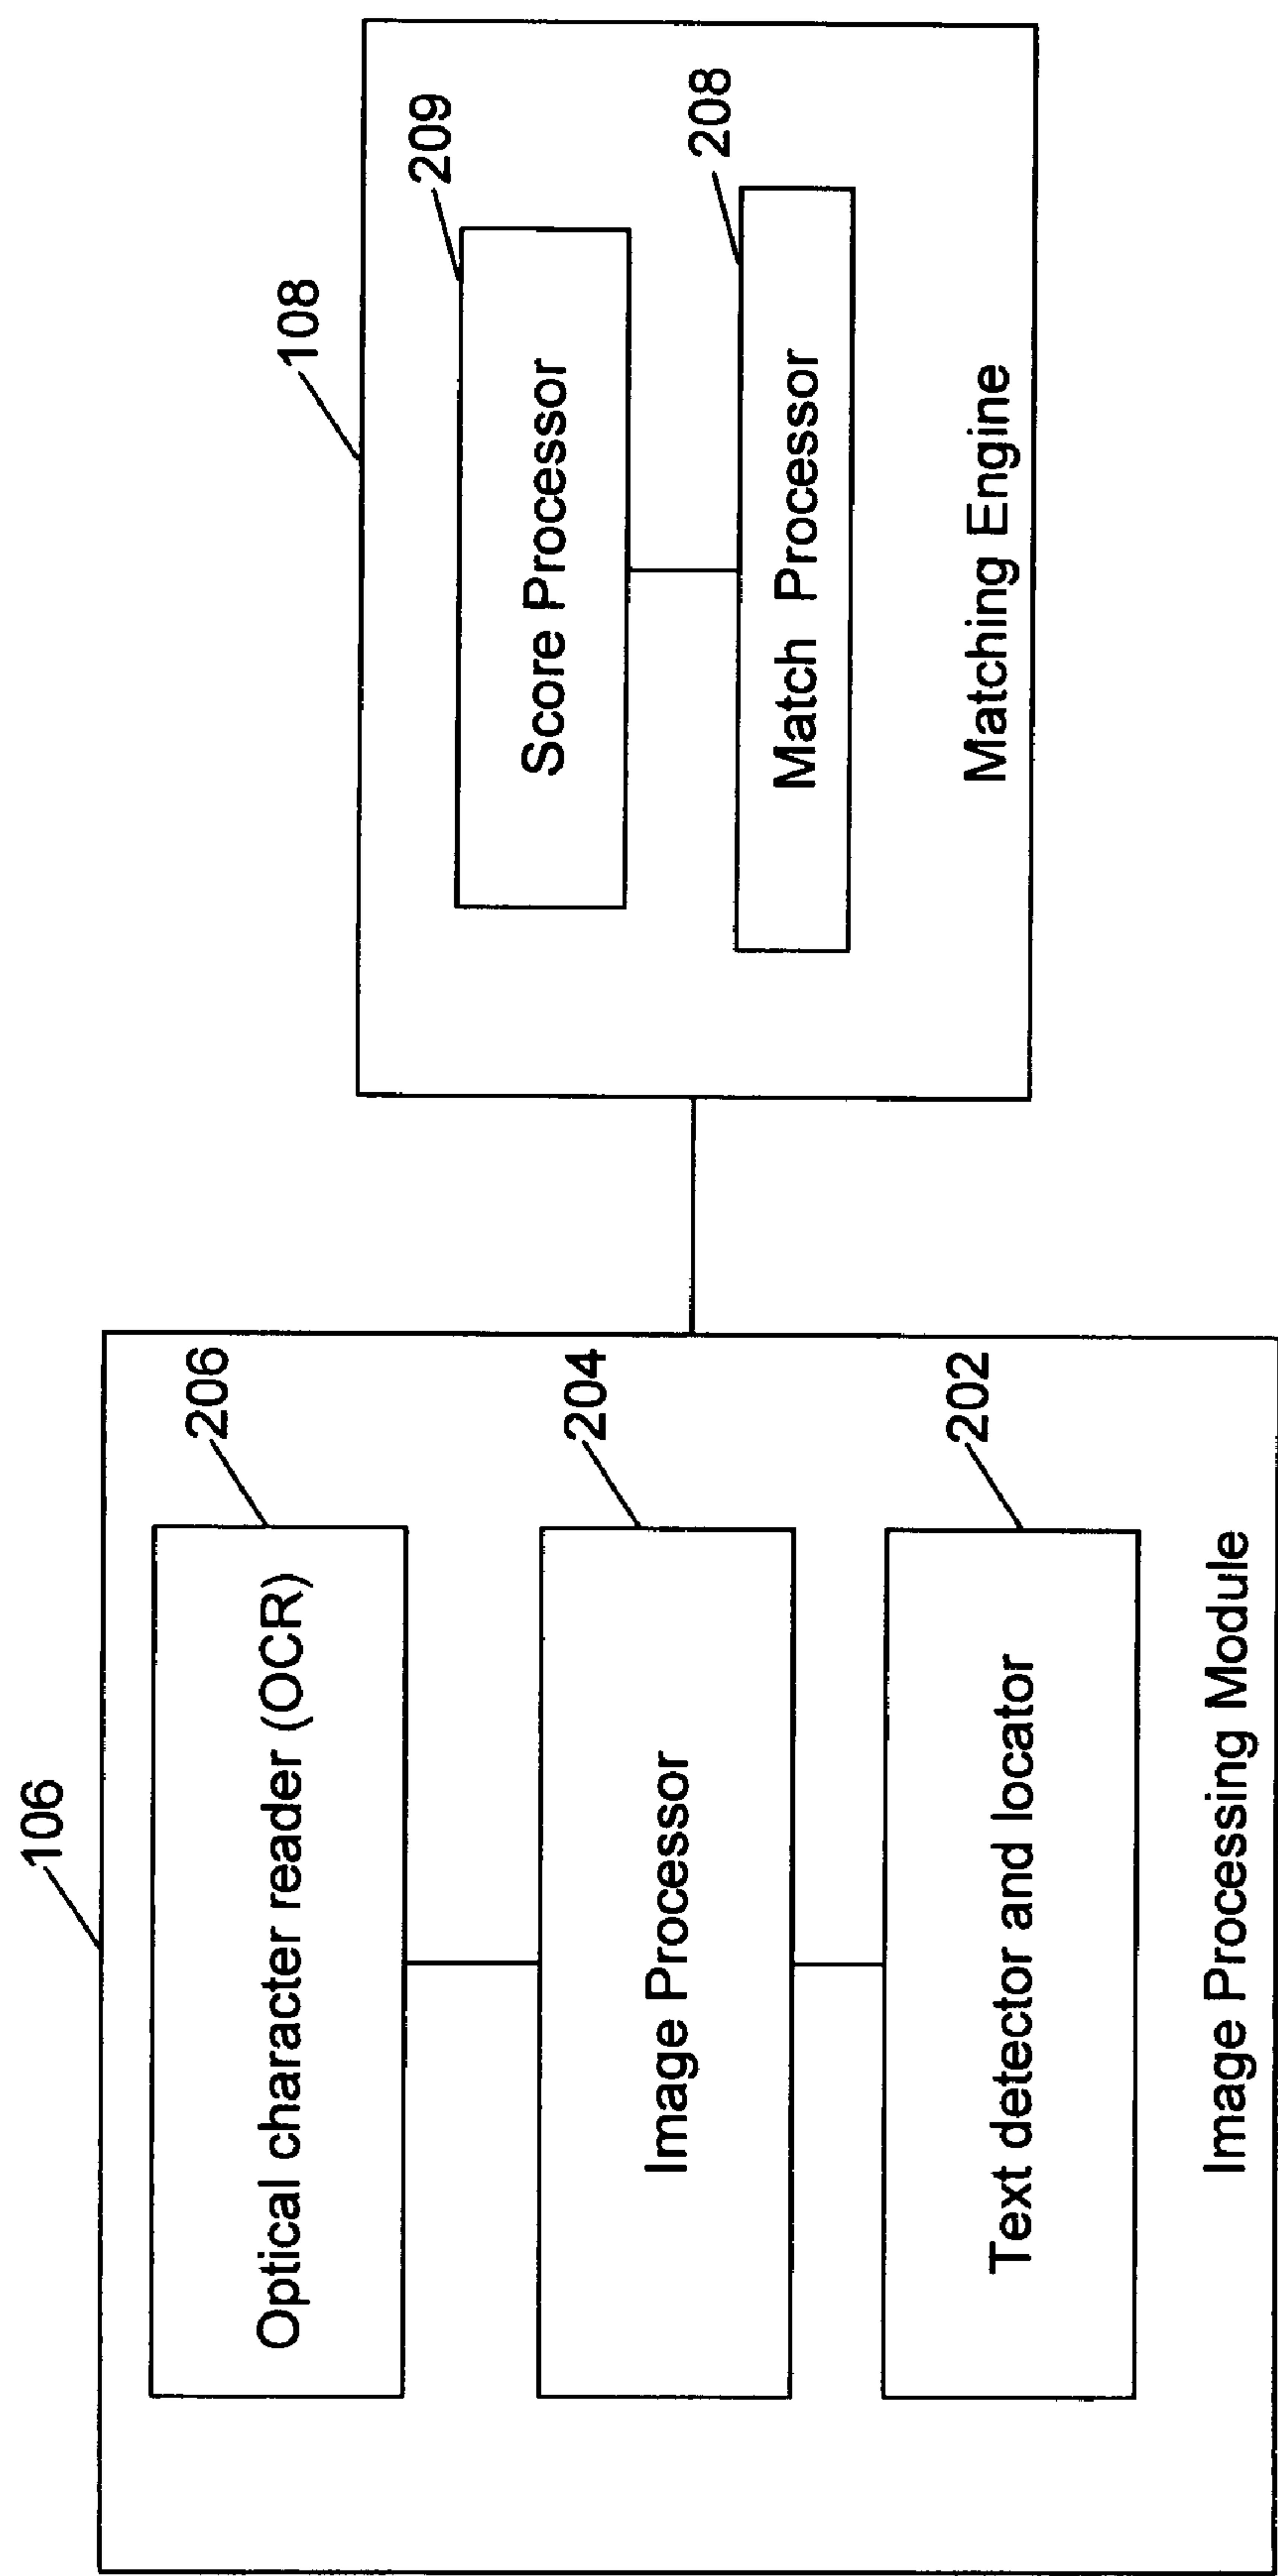 106
Optical character reader (OCR)
206
Image Processor
204
Text detector and locator
202
Image Processing Module
108
Score Processor
209
Match Processor
208
Matching Engine